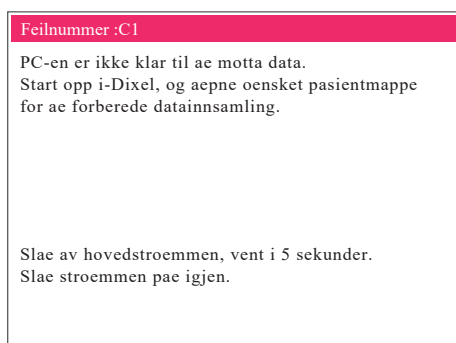 Feilnummer :C1
PC-en er ikke klar til ae motta data.
Start opp i-Dixel, og aepne oensket pasientmappe
for ae forberede datainnsamling.
Slae av hovedstroemmen, vent i 5 sekunder.
Slae stroemmen pae igjen.